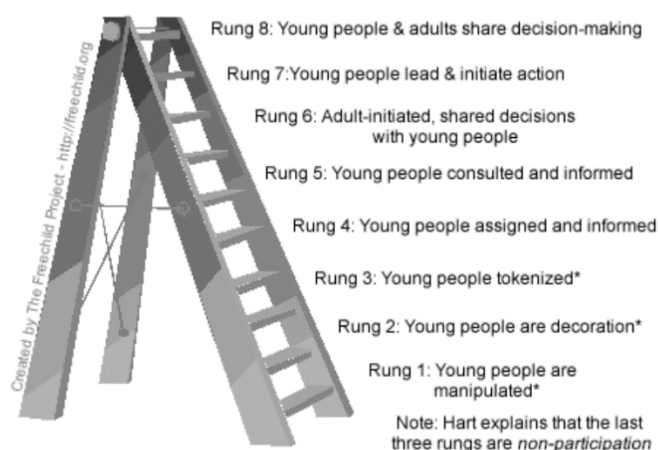 Rung 8: Young people & adults share decision-making
Rung 7:Young people lead & initiate action
Rung 6: Adult-initiated, shared decisions
with young people
Rung 5: Young people consulted and informed
Rung 4: Young people assigned and informed
Rung 3: Young people tokenized*
Rung 2: Young people are decoration*
Rung 1: Young people are
manipulated*
Note: Hart explains that the last
three rungs are non-participation
Created by The Freechild Project - http://freechild.org